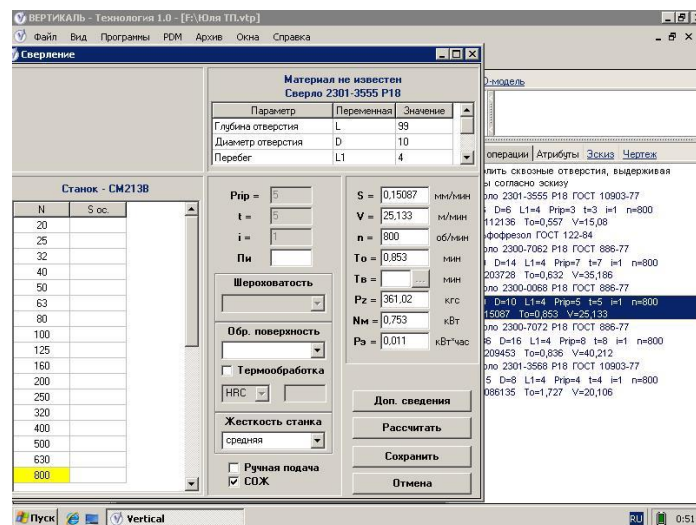 ВЕРТИКАЛЬ - Технология 1.0 - [F:\Юля ТП.vtp]
Файл Вид Программы PDM Архив Окна Справка
Сверление
Материал не известен
Сверло 2301-3555 Р18
Параметр Переменная Значение
Глубина отверстия L 99
Диаметр отверстия D 10
Перебег L1 4
Станок - СМ213В
N S ос.
20
25
32
40
50
63
80
100
125
160
200
250
320
400
500
630
800
Prip = 5
t = 5
i = 1
Пи
Шероховатость
Обр. поверхность
Термообработка
HRC
Жесткость станка
средняя
Ручная подача
СОЖ
S = 0,15087 мм/мин
V = 25,133 м/мин
n = 800 об/мин
То = 0,853 мин
Тв = ... мин
Pz = 361,02 кгс
Nм = 0,753 кВт
Рэ = 0,011 кВт*час
Доп. сведения
Рассчитать
Сохранить
Отмена
D-модель
операции Атрибуты Эскиз Чертеж
лить сквозные отверстия, выдерживая
ы согласно эскизу
ло 2301-3555 Р18 ГОСТ 10903-77
D=6 L1=4 Prip=3 t=3 i=1 n=800
112136 To=0,557 V=15,08
фрезол ГОСТ 122-84
ло 2300-7062 Р18 ГОСТ 886-77
D=14 L1=4 Prip=7 t=7 i=1 n=800
203728 To=0,632 V=35,186
ло 2300-0068 Р18 ГОСТ 886-77
D=10 L1=4 Prip=5 t=5 i=1 n=800
15087 To=0,853 V=25,133
ло 2300-7072 Р18 ГОСТ 886-77
6 D=16 L1=4 Prip=8 t=8 i=1 n=800
209453 To=0,836 V=40,212
ло 2301-3568 Р18 ГОСТ 10903-77
5 D=8 L1=4 Prip=4 t=4 i=1 n=800
086135 To=1,727 V=20,106
Пуск Vertical RU 0:51